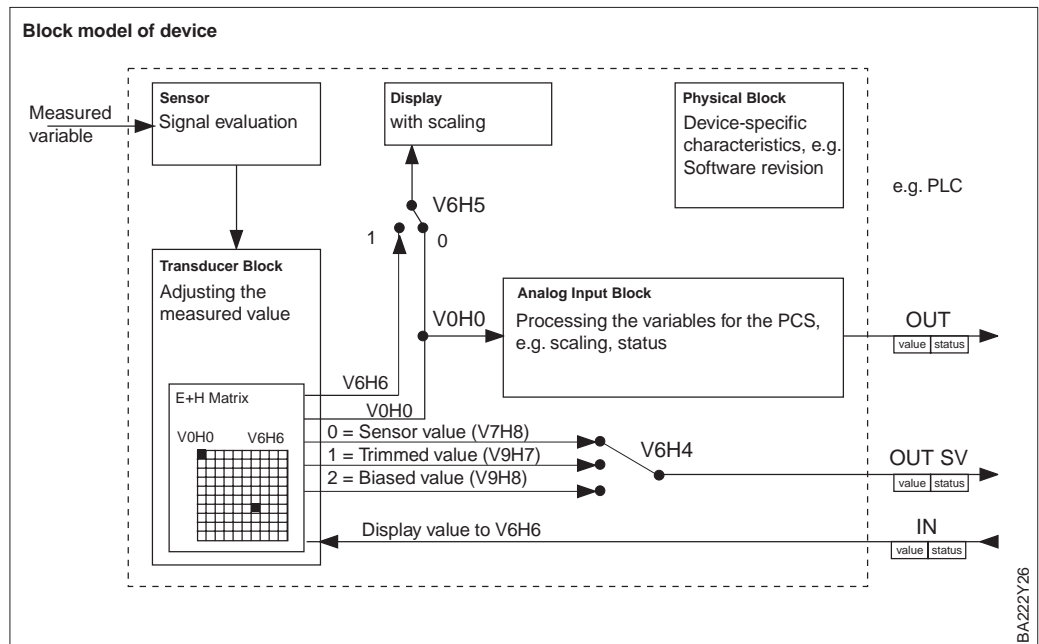 Block model of device
Measured
variable
Sensor
Signal evaluation
Display
with scaling
Physical Block
Device-specific
characteristics, e.g.
Software revision
e.g. PLC
V6H5
1
0
Transducer Block
Adjusting the
measured value
V0H0
Analog Input Block
Processing the variables for the PCS,
e.g. scaling, status
OUT
value status
V6H6
E+H Matrix
V0H0
V0H0 V6H6
0 = Sensor value (V7H8)
1 = Trimmed value (V9H7)
2 = Biased value (V9H8)
V6H4
OUT SV
value status
Display value to V6H6
IN
value status
BA222Y26